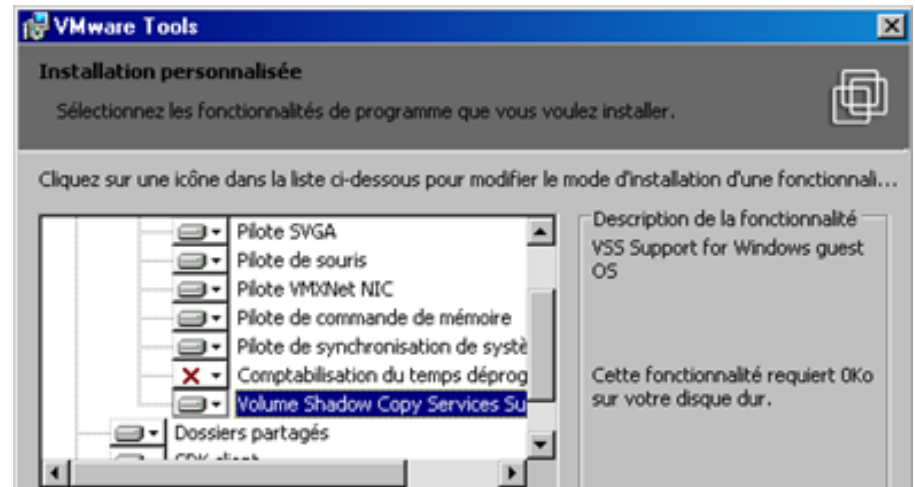 VMware Tools
Installation personnalisée
Sélectionnez les fonctionnalités de programme que vous voulez installer.
Cliquez sur une icône dans la liste ci-dessous pour modifier le mode d'installation d'une fonctionnali...
Pilote SVGA
Pilote de souris
Pilote VMXNet NIC
Pilote de commande de mémoire
Pilote de synchronisation de systè
Comptabilisation du temps déprog
Volume Shadow Copy Services Su
Dossiers partagés
Description de la fonctionnalité
VSS Support for Windows guest
OS
Cette fonctionnalité requiert 0Ko
sur votre disque dur.